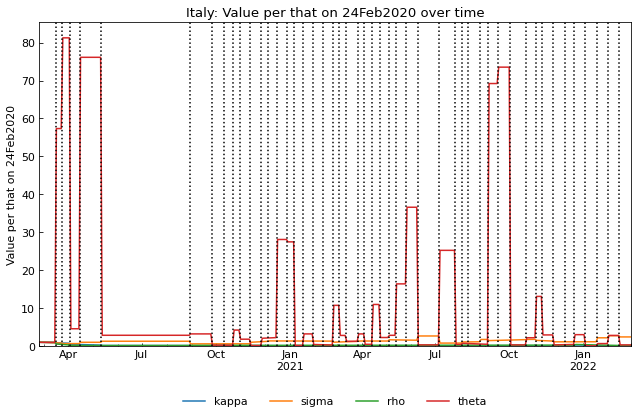 Italy: Value per that on 24Feb2020 over time
Value per that on 24Feb2020
80
70
60
50
40
30
20
10
0
Apr Jul Oct Jan Apr Jul Oct Jan
2021 2022
kappa sigma rho theta